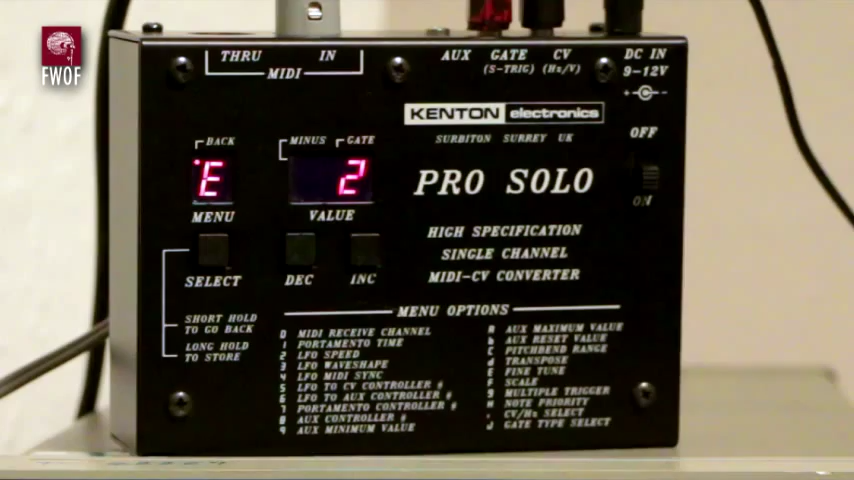 FWOF
THRU IN
MIDI
AUX GATE CV DC IN
(S-TRIG) (Hz/V) 9-12V
KENTON electronics
SURBITON SURREY UK
OFF
ON
BACK
MINUS GATE
E 2
MENU VALUE
PRO SOLO
HIGH SPECIFICATION
SINGLE CHANNEL
MIDI-CV CONVERTER
SELECT DEC INC
SHORT HOLD
TO GO BACK
LONG HOLD
TO STORE
MENU OPTIONS
0 MIDI RECEIVE CHANNEL
1 PORTAMENTO TIME
2 LFO SPEED
3 LFO WAVESHAPE
4 LFO MIDI SYNC
5 LFO TO CV CONTROLLER #
6 LFO TO AUX CONTROLLER #
7 PORTAMENTO CONTROLLER #
8 AUX CONTROLLER #
9 AUX MINIMUM VALUE
A AUX MAXIMUM VALUE
b AUX RESET VALUE
C PITCHBEND RANGE
d TRANSPOSE
E FINE TUNE
F SCALE
g MULTIPLE TRIGGER
H NOTE PRIORITY
CV/Hz SELECT
J GATE TYPE SELECT